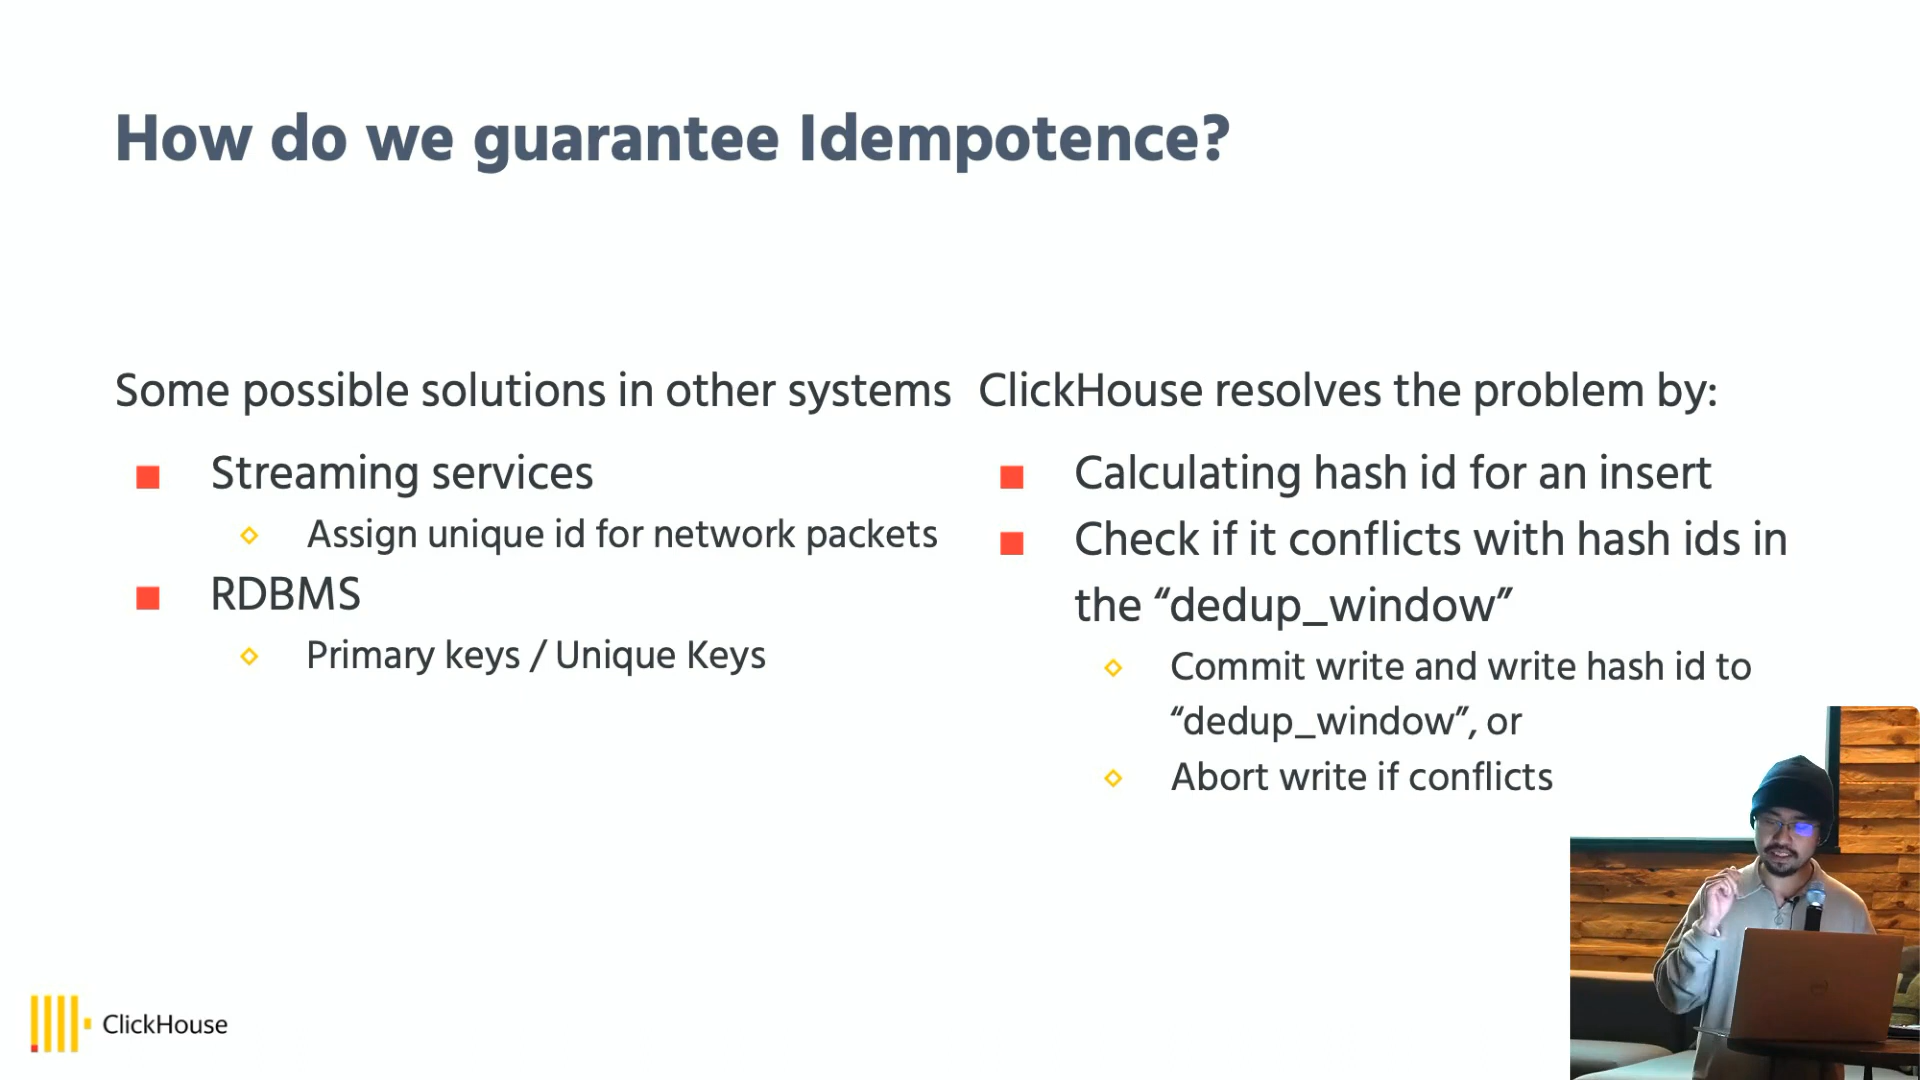 How do we guarantee Idempotence?
Some possible solutions in other systems
Streaming services
Assign unique id for network packets
RDBMS
Primary keys / Unique Keys
ClickHouse resolves the problem by:
Calculating hash id for an insert
Check if it conflicts with hash ids in
the “dedup_window”
Commit write and write hash id to
“dedup_window”, or
Abort write if conflicts
ClickHouse